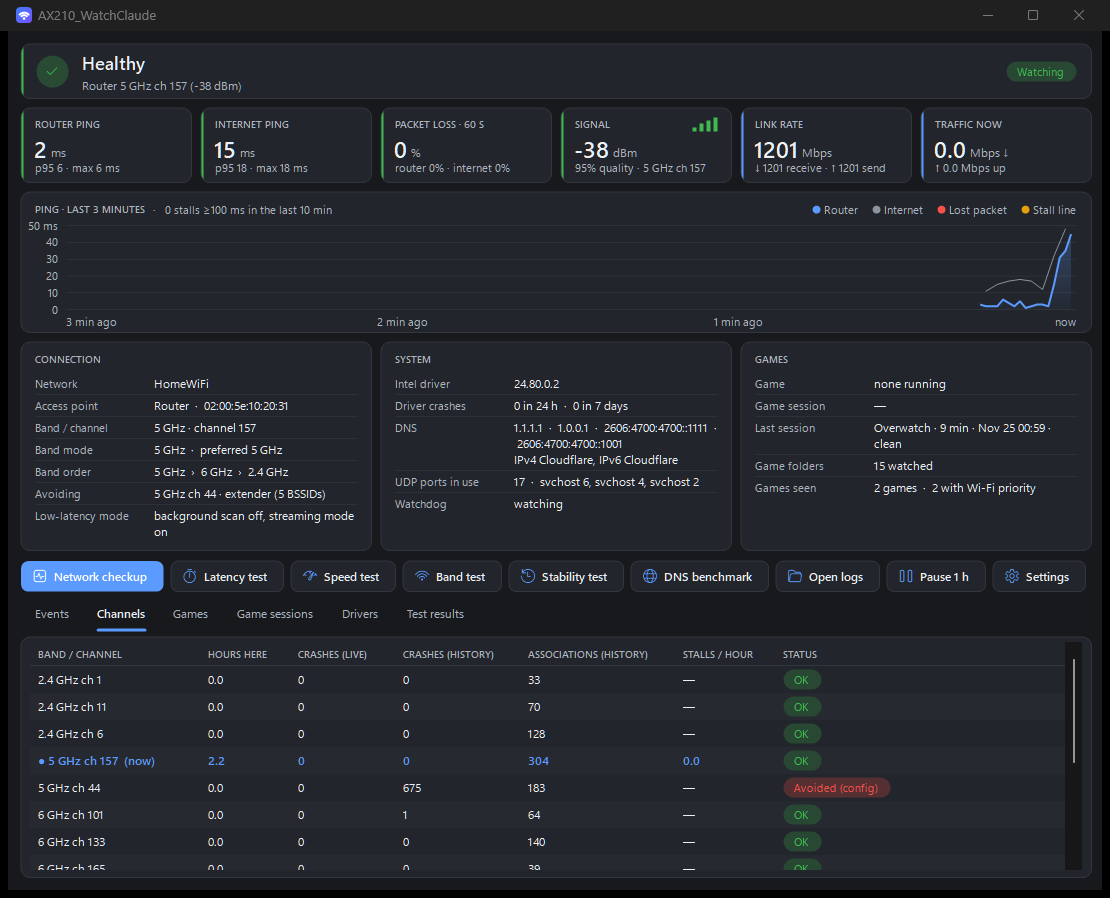 AX210_WatchClaude
Healthy
Router 5 GHz ch 157 (-38 dBm)
Watching
ROUTER PING
2 ms
p95 6 · max 6 ms
INTERNET PING
15 ms
p95 18 · max 18 ms
PACKET LOSS · 60 S
0 %
router 0% · internet 0%
SIGNAL
-38 dBm
95% quality · 5 GHz ch 157
LINK RATE
1201 Mbps
↓ 1201 receive · ↑ 1201 send
TRAFFIC NOW
0.0 Mbps ↓
↑ 0.0 Mbps up
PING · LAST 3 MINUTES · 0 stalls ≥100 ms in the last 10 min
Router Internet Lost packet Stall line
50 ms
40
30
20
10
0
3 min ago 2 min ago 1 min ago now
CONNECTION
Network HomeWiFi
Access point Router · 02:00:5e:10:20:31
Band / channel 5 GHz · channel 157
Band mode 5 GHz · preferred 5 GHz
Band order 5 GHz › 6 GHz › 2.4 GHz
Avoiding 5 GHz ch 44 · extender (5 BSSIDs)
Low-latency mode background scan off, streaming mode
on
SYSTEM
Intel driver 24.80.0.2
Driver crashes 0 in 24 h · 0 in 7 days
DNS 1.1.1.1 · 1.0.0.1 · 2606:4700:4700::1111 ·
2606:4700:4700::1001
IPv4 Cloudflare, IPv6 Cloudflare
UDP ports in use 17 · svchost 6, svchost 4, svchost 2
Watchdog watching
GAMES
Game none running
Game session —
Last session Overwatch · 9 min · Nov 25 00:59 ·
clean
Game folders 15 watched
Games seen 2 games · 2 with Wi-Fi priority
Network checkup Latency test Speed test Band test Stability test DNS benchmark Open logs Pause 1 h Settings
Events Channels Games Game sessions Drivers Test results
BAND / CHANNEL HOURS HERE CRASHES (LIVE) CRASHES (HISTORY) ASSOCIATIONS (HISTORY) STALLS / HOUR STATUS
2.4 GHz ch 1 0.0 0 0 33 — OK
2.4 GHz ch 11 0.0 0 0 70 — OK
2.4 GHz ch 6 0.0 0 0 128 — OK
● 5 GHz ch 157 (now) 2.2 0 0 304 0.0 OK
5 GHz ch 44 0.0 0 675 183 — Avoided (config)
6 GHz ch 101 0.0 0 1 64 — OK
6 GHz ch 133 0.0 0 0 140 — OK
6 GHz ch 165 0.0 0 0 39 — OK